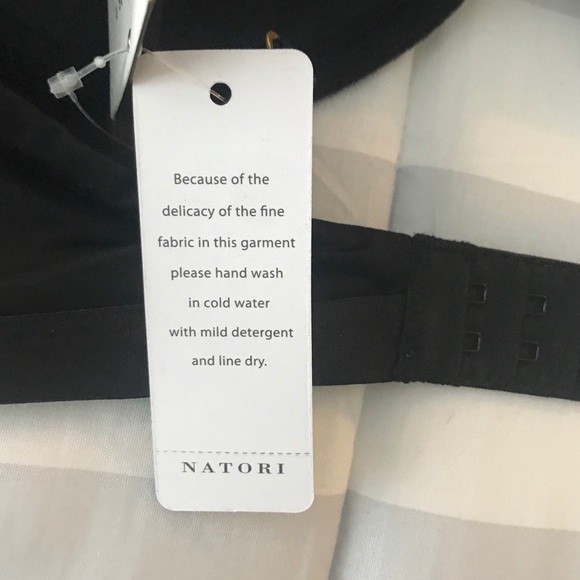 Because of the
delicacy of the fine
fabric in this garment
please hand wash
in cold water
with mild detergent
and line dry.
NATORI